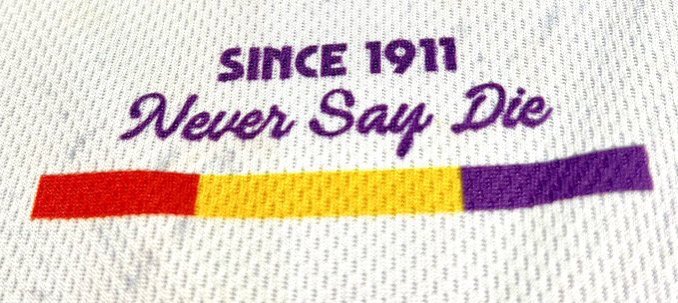 SINCE 1911
Never Say Die